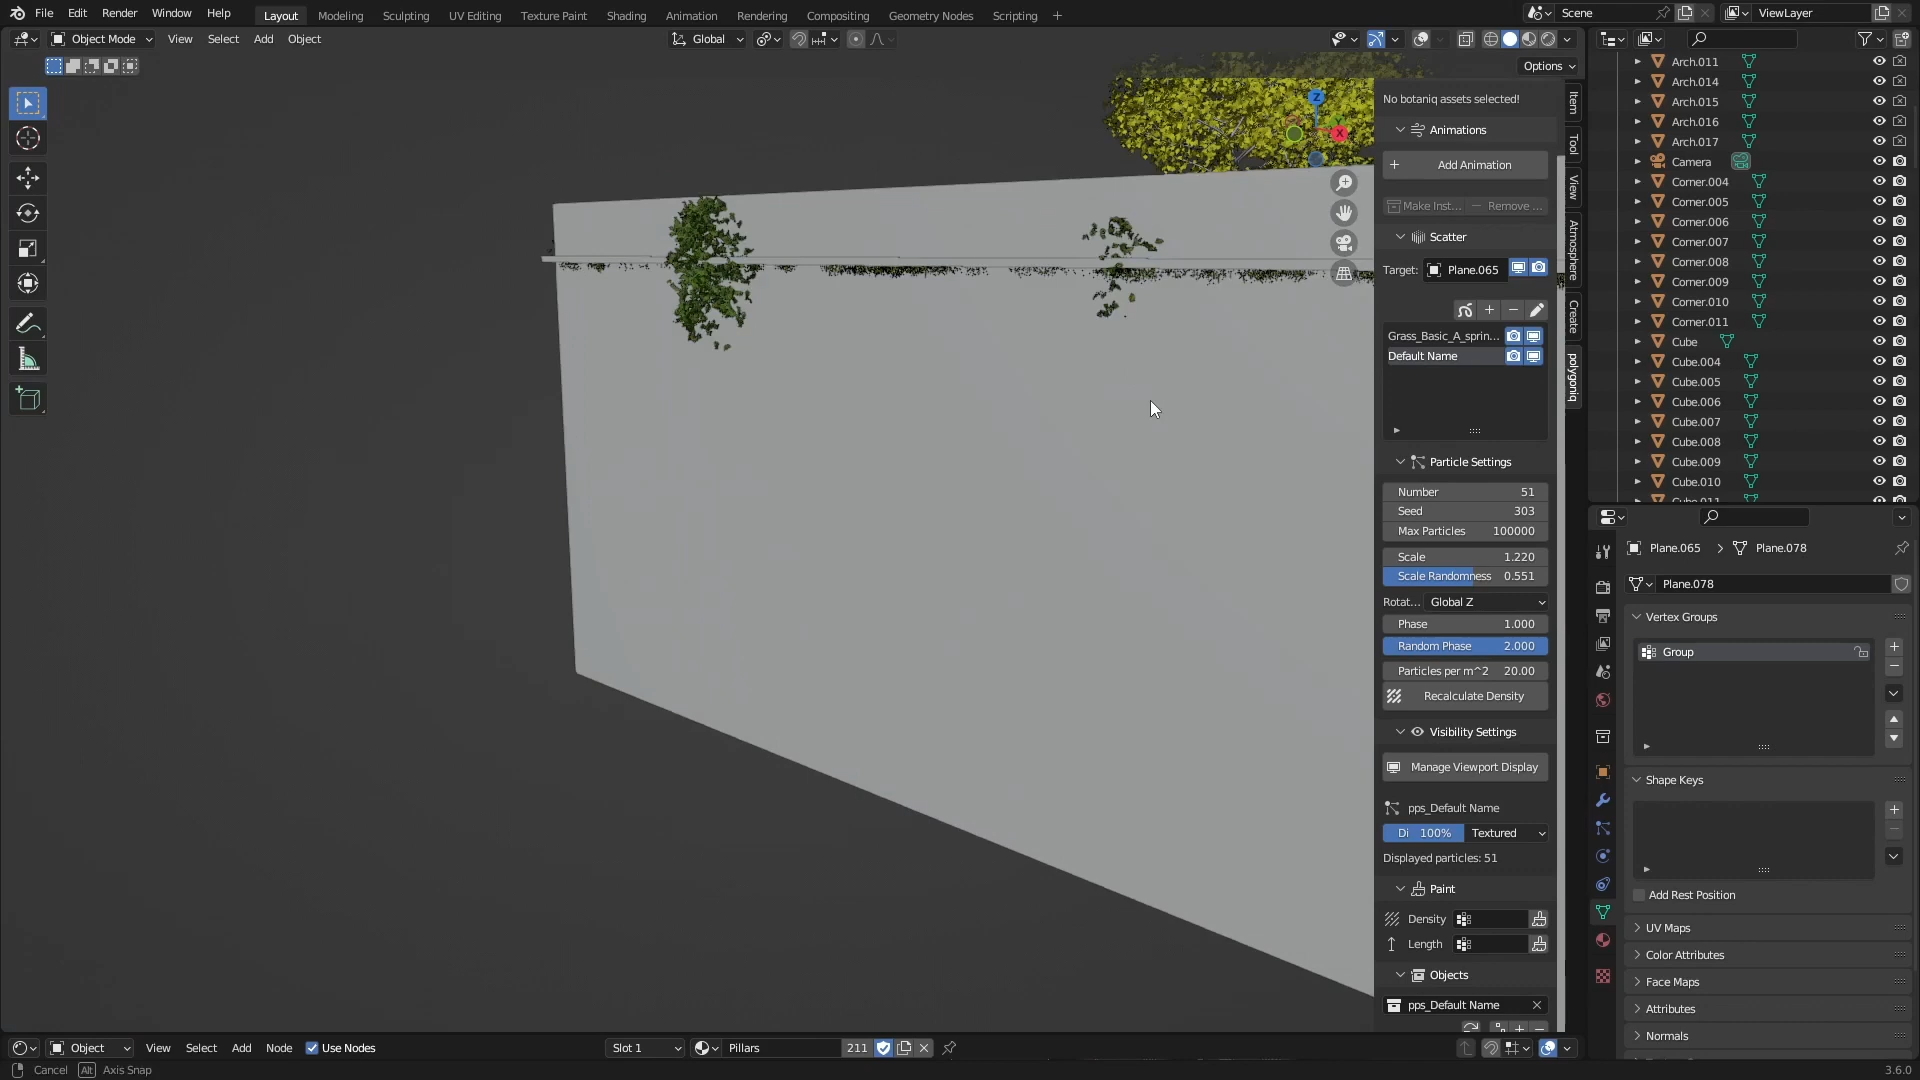 File Edit Render Window Help Layout Modeling Sculpting UV Editing Texture Paint Shading Animation Rendering Compositing Geometry Nodes Scripting + Scene ViewLayer
Object Mode View Select Add Object Global
Options
No botaniq assets selected!
Animations
Add Animation
Make Inst... Remove ...
Scatter
Target: Plane.065
Grass_Basic_A_sprin...
Default Name
Particle Settings
Number 51
Seed 303
Max Particles 100000
Scale 1.220
Scale Randomness 0.551
Rotat... Global Z
Phase 1.000
Random Phase 2.000
Particles per m^2 20.00
Recalculate Density
Visibility Settings
Manage Viewport Display
pps_Default Name
Di 100% Textured
Displayed particles: 51
Paint
Density
Length
Objects
pps_Default Name
Z
X
Item
Tool
View
Atmosphere
Create
polygoniq
Arch.011
Arch.014
Arch.015
Arch.016
Arch.017
Camera
Corner.004
Corner.005
Corner.006
Corner.007
Corner.008
Corner.009
Corner.010
Corner.011
Cube
Cube.004
Cube.005
Cube.006
Cube.007
Cube.008
Cube.009
Cube.010
Cube.011
Plane.065 > Plane.078
Plane.078
Vertex Groups
Group
Shape Keys
Add Rest Position
UV Maps
Color Attributes
Face Maps
Attributes
Normals
Object View Select Add Node Use Nodes Slot 1 Pillars 211
Cancel Alt Axis Snap 3.6.0